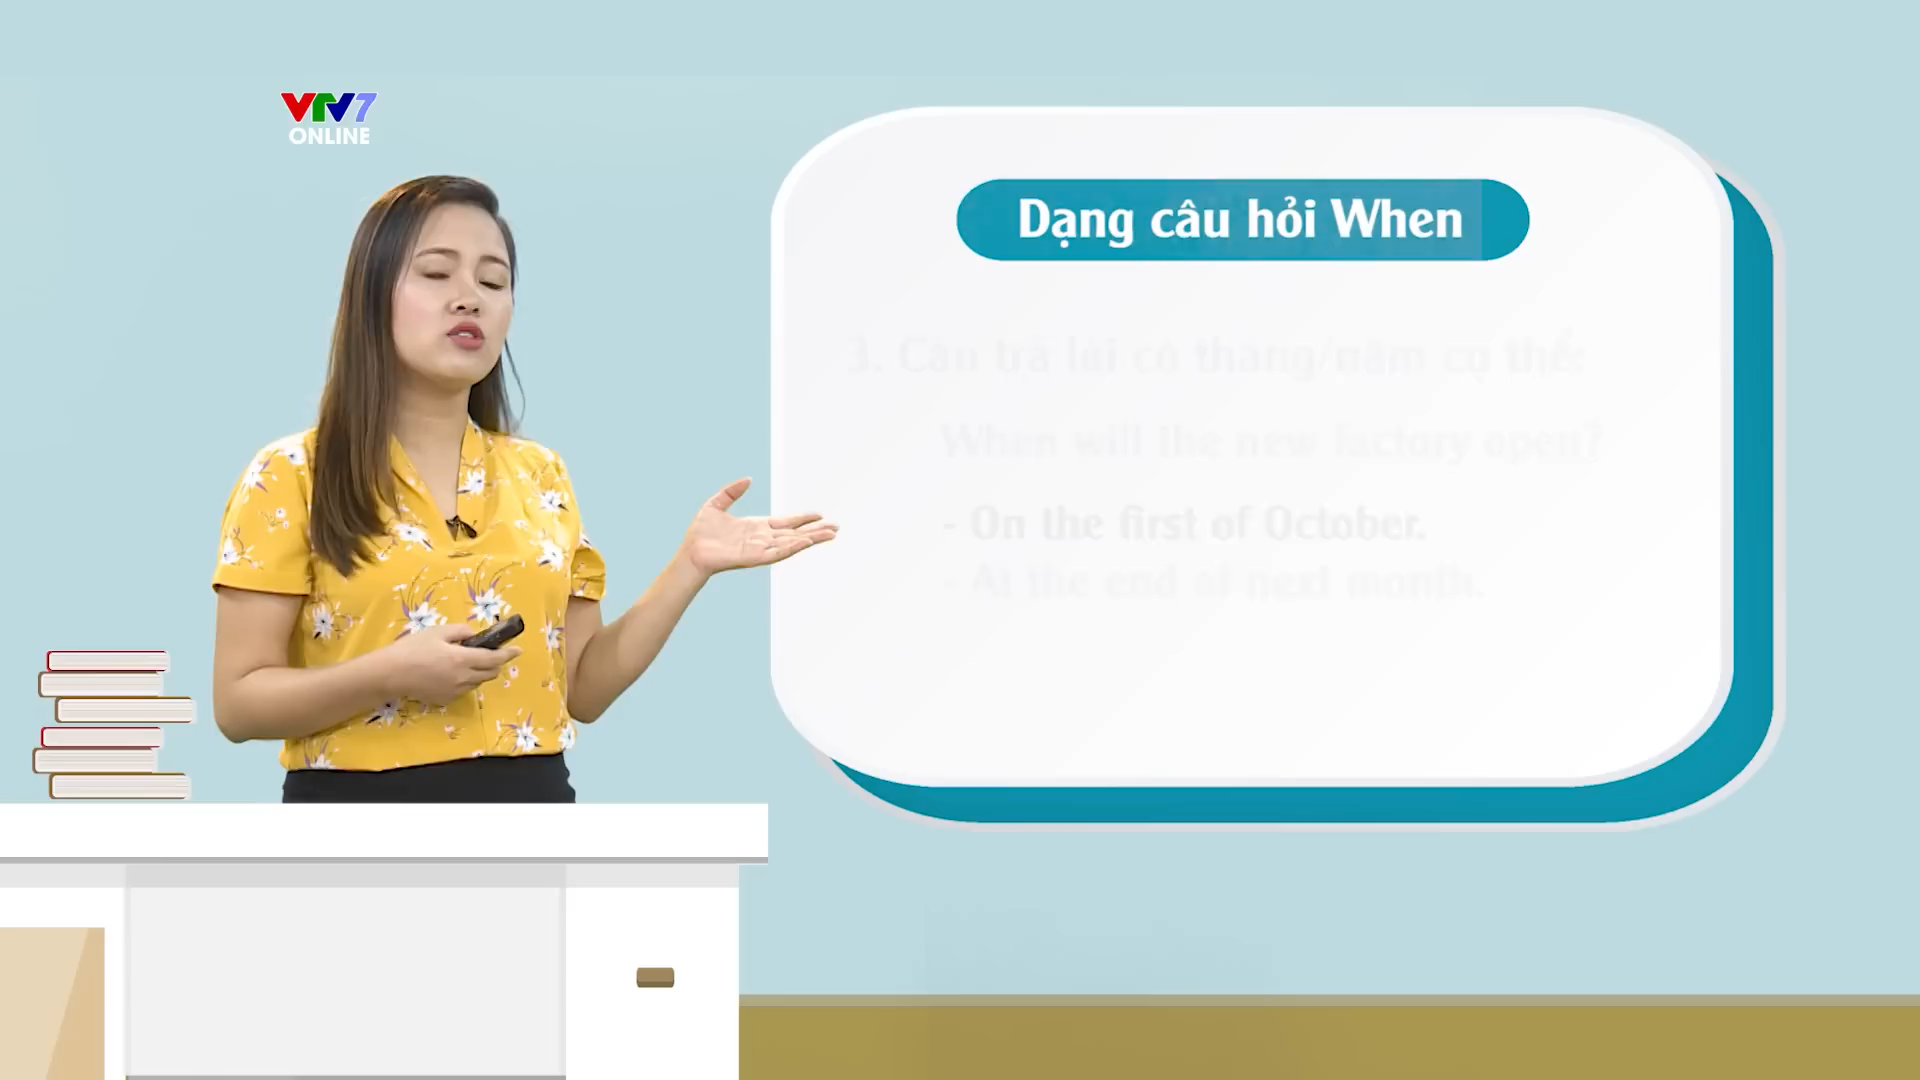 VTV7
ONLINE
Dạng câu hỏi When
3. Câu trả lời có tháng/năm cụ thể:
When will the new factory open?
- On the first of October.
- At the end of next month.